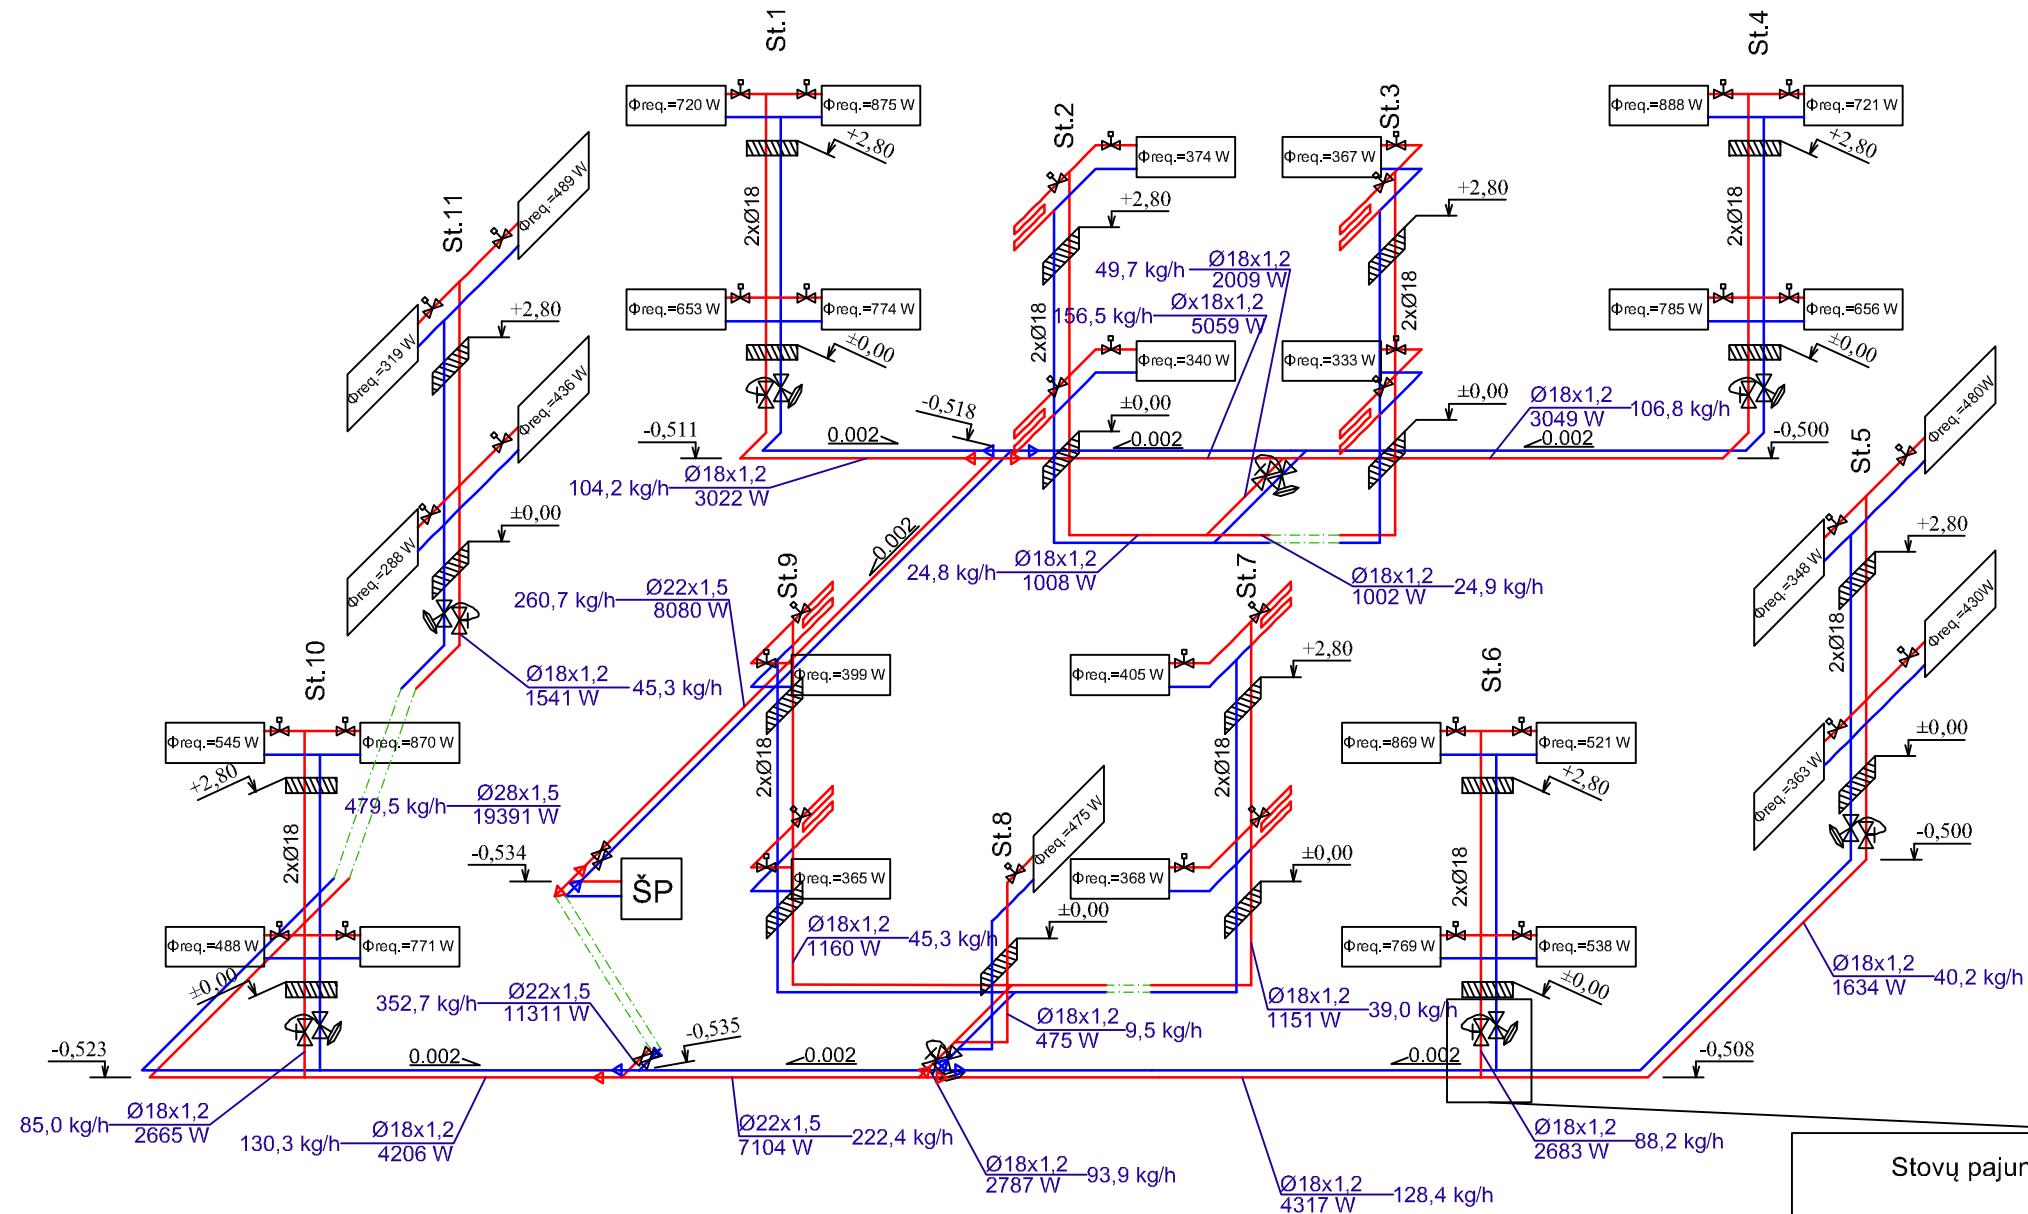 St.1
St.4
Φreq.=720 W
Φreq.=875 W
+2,80
2xØ18
Φreq.=653 W
Φreq.=774 W
±0,00
Φreq.=888 W
Φreq.=721 W
+2,80
2xØ18
Φreq.=785 W
Φreq.=656 W
±0,00
St.2
Φreq.=374 W
+2,80
2xØ18
Φreq.=340 W
±0,00
St.3
Φreq.=367 W
+2,80
2xØ18
Φreq.=333 W
±0,00
49,7 kg/h
Ø18x1,2
2009 W
156,5 kg/h
Øx18x1,2
5059 W
St.11
Φreq.=489 W
Φreq.=319 W
+2,80
Φreq.=436 W
Φreq.=288 W
±0,00
-0,518
-0,511
0.002
0.002
0.002
Ø18x1,2
3049 W
106,8 kg/h
-0,500
104,2 kg/h
Ø18x1,2
3022 W
0.002
24,8 kg/h
Ø18x1,2
1008 W
Ø18x1,2
1002 W
24,9 kg/h
260,7 kg/h
Ø22x1,5
8080 W
Ø18x1,2
1541 W
45,3 kg/h
St.5
Φreq.=480W
Φreq.=348 W
+2,80
2xØ18
Φreq.=430W
Φreq.=363 W
±0,00
-0,500
St.10
Φreq.=545 W
Φreq.=870 W
+2,80
2xØ18
Φreq.=488 W
Φreq.=771 W
±0,00
479,5 kg/h
Ø28x1,5
19391 W
-0,534
ŠP
St.9
Φreq.=399 W
2xØ18
Φreq.=365 W
Ø18x1,2
1160 W
45,3 kg/h
St.7
Φreq.=405 W
+2,80
2xØ18
Φreq.=368 W
±0,00
St.8
Φreq.=475 W
±0,00
Ø18x1,2
475 W
9,5 kg/h
Ø18x1,2
1151 W
39,0 kg/h
St.6
Φreq.=869 W
Φreq.=521 W
+2,80
2xØ18
Φreq.=769 W
Φreq.=538 W
±0,00
Ø18x1,2
1634 W
40,2 kg/h
352,7 kg/h
Ø22x1,5
11311 W
-0,535
-0,523
0.002
0.002
0.002
-0,508
85,0 kg/h
Ø18x1,2
2665 W
130,3 kg/h
Ø18x1,2
4206 W
Ø22x1,5
7104 W
222,4 kg/h
Ø18x1,2
2787 W
93,9 kg/h
Ø18x1,2
4317 W
128,4 kg/h
Ø18x1,2
2683 W
88,2 kg/h
Stovų pajun